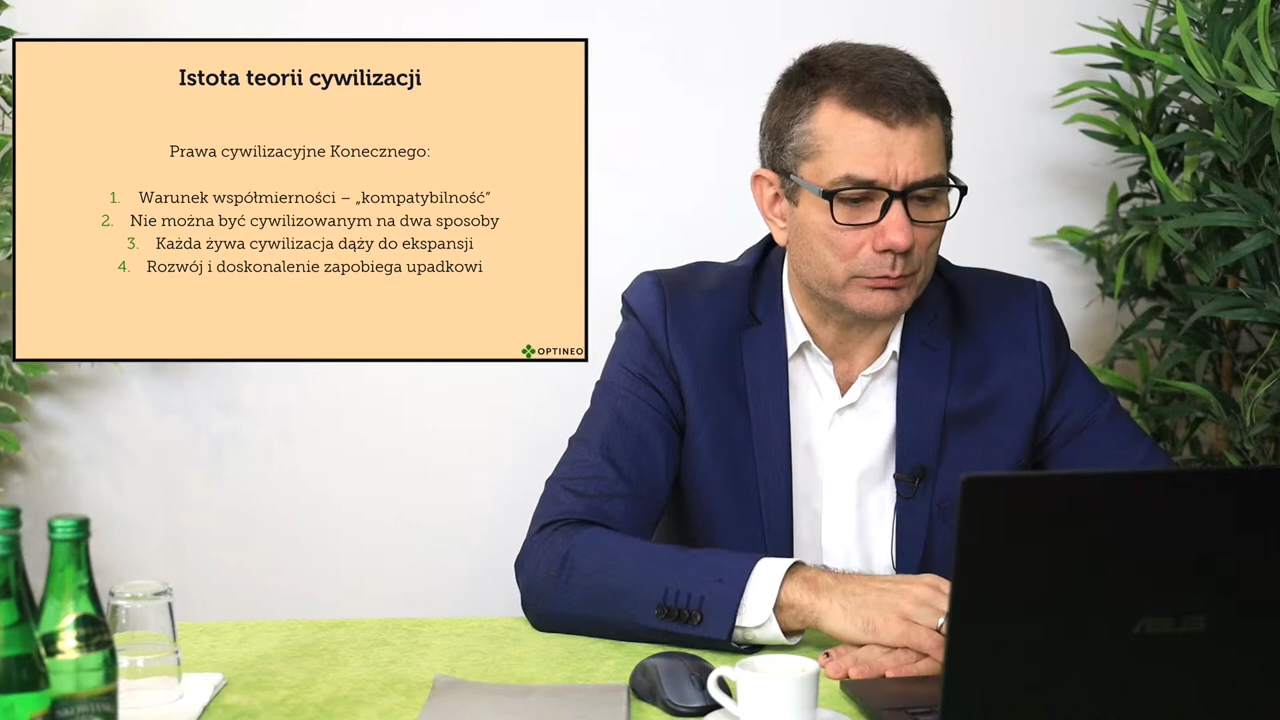 Istota teorii cywilizacji
Prawa cywilizacyjne Konecznego:
1. Warunek współmierności – „kompatybilność”
2. Nie można być cywilizowanym na dwa sposoby
3. Każda żywa cywilizacja dąży do ekspansji
4. Rozwój i doskonalenie zapobiega upadkowi
OPTINEO
ASUS